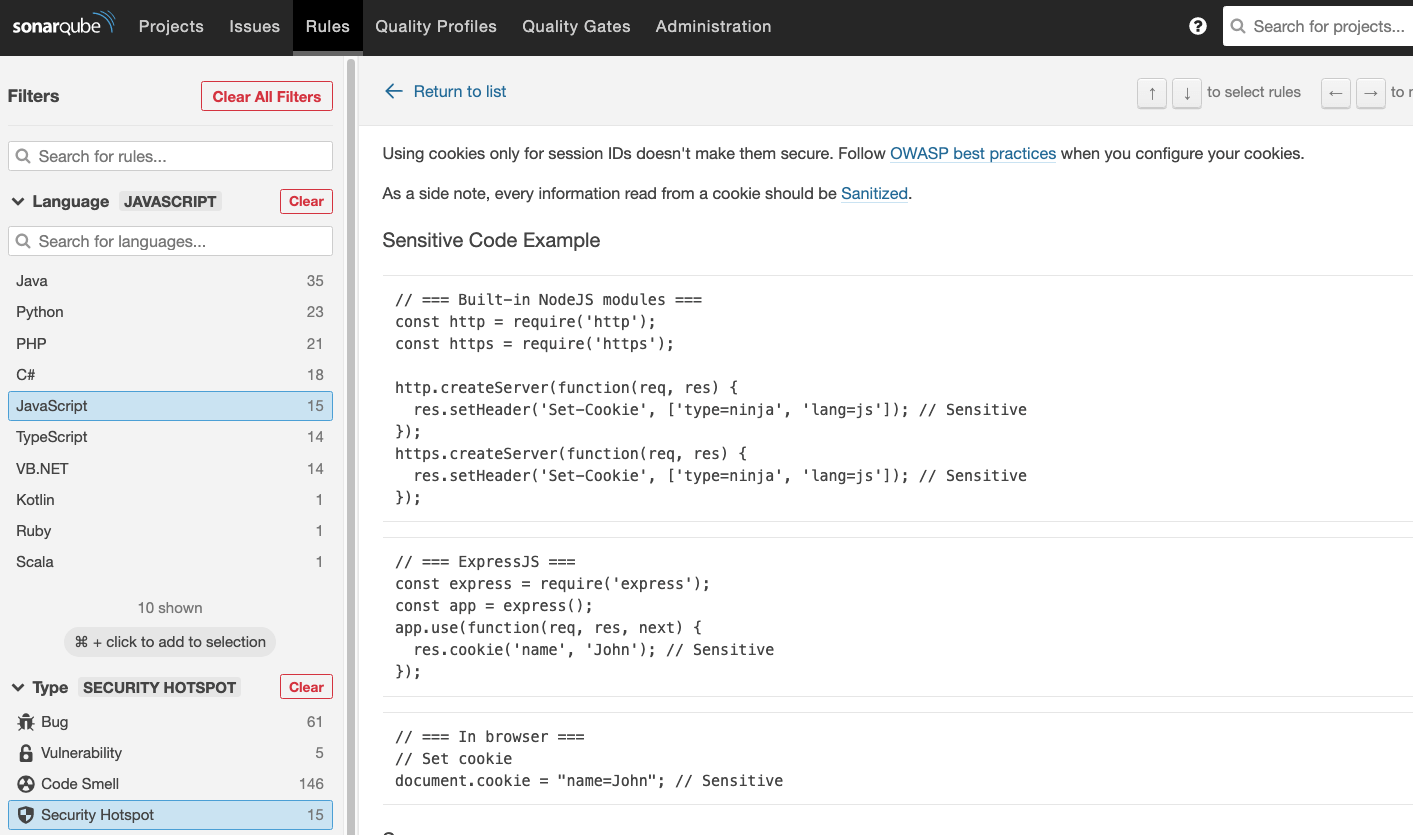 sonarqube Projects Issues Rules Quality Profiles Quality Gates Administration ? Search for projects...
Filters Clear All Filters
Search for rules...
Language JAVASCRIPT Clear
Search for languages...
Java 35
Python 23
PHP 21
C# 18
JavaScript 15
TypeScript 14
VB.NET 14
Kotlin 1
Ruby 1
Scala 1
10 shown
⌘ + click to add to selection
Type SECURITY HOTSPOT Clear
Bug 61
Vulnerability 5
Code Smell 146
Security Hotspot 15
← Return to list ↑ ↓ to select rules ← → to
Using cookies only for session IDs doesn't make them secure. Follow OWASP best practices when you configure your cookies.
As a side note, every information read from a cookie should be Sanitized.
Sensitive Code Example
// === Built-in NodeJS modules ===
const http = require('http');
const https = require('https');
http.createServer(function(req, res) {
  res.setHeader('Set-Cookie', ['type=ninja', 'lang=js']); // Sensitive
});
https.createServer(function(req, res) {
  res.setHeader('Set-Cookie', ['type=ninja', 'lang=js']); // Sensitive
});
// === ExpressJS ===
const express = require('express');
const app = express();
app.use(function(req, res, next) {
  res.cookie('name', 'John'); // Sensitive
});
// === In browser ===
// Set cookie
document.cookie = "name=John"; // Sensitive